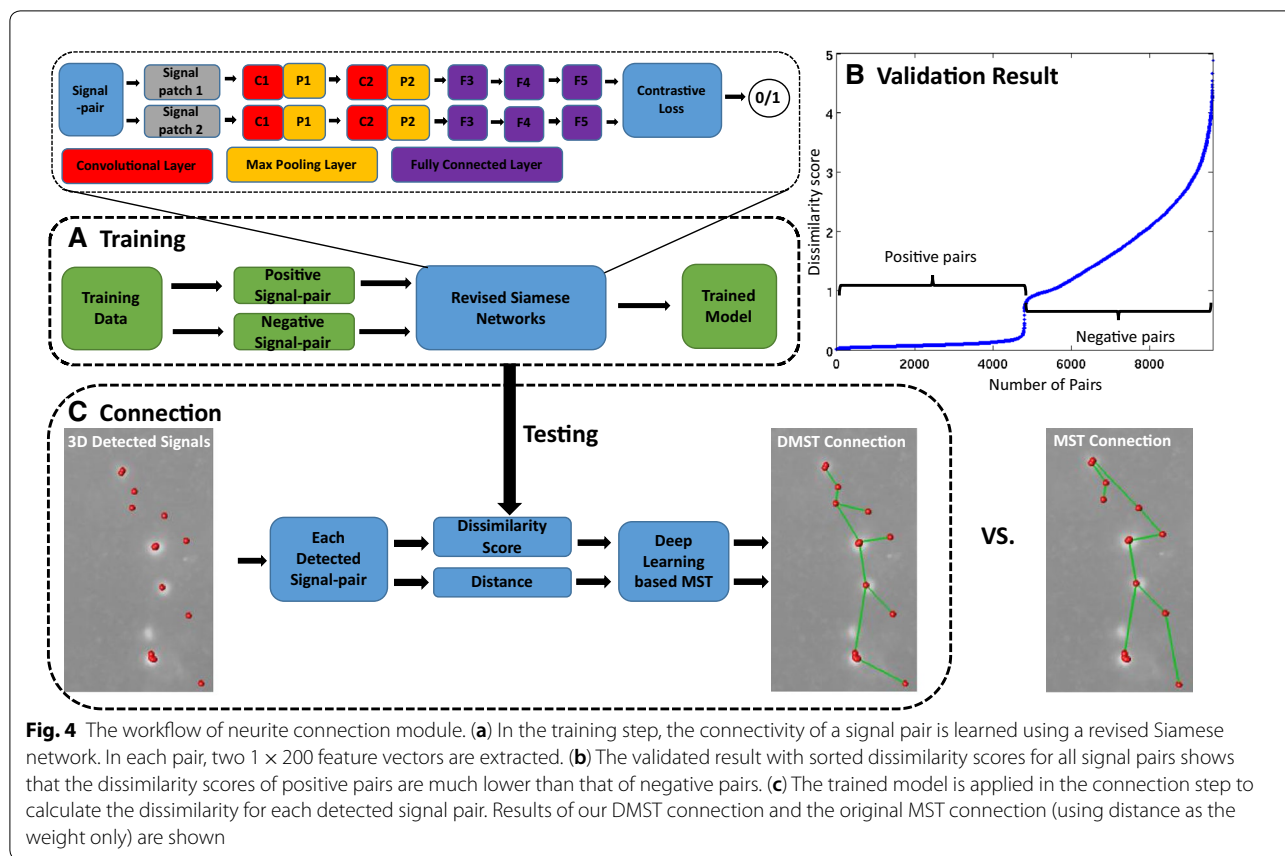 Signal
-pair
Signal
patch 1
Signal
patch 2
C1 P1 C2 P2 F3 F4 F5
C1 P1 C2 P2 F3 F4 F5
Contrastive
Loss
0/1
Convolutional Layer Max Pooling Layer Fully Connected Layer
A Training
Training
Data
Positive
Signal-pair
Negative
Signal-pair
Revised Siamese
Networks
Trained
Model
B Validation Result
Dissimilarity score
5
4
3
2
1
0
Positive pairs
Negative pairs
2000 4000 6000 8000
0
Number of Pairs
C Connection
Testing
3D Detected Signals
Each
Detected
Signal-pair
Dissimilarity
Score
Distance
Deep
Learning
based MST
DMST Connection
VS.
MST Connection
Fig. 4 The workflow of neurite connection module. (a) In the training step, the connectivity of a signal pair is learned using a revised Siamese
network. In each pair, two 1 × 200 feature vectors are extracted. (b) The validated result with sorted dissimilarity scores for all signal pairs shows
that the dissimilarity scores of positive pairs are much lower than that of negative pairs. (c) The trained model is applied in the connection step to
calculate the dissimilarity for each detected signal pair. Results of our DMST connection and the original MST connection (using distance as the
weight only) are shown